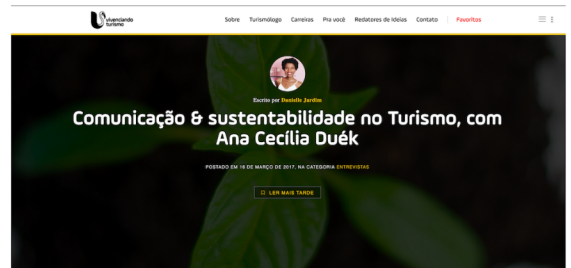 vivenciando
turismo
Sobre Turismólogo Carreiras Pra você Redatores de Ideias Contato Favoritos
Escrito por Danielle Jardim
Comunicação & sustentabilidade no Turismo, com
Ana Cecília Duék
POSTADO EM 16 DE MARÇO DE 2017. NA CATEGORIA ENTREVISTAS
LER MAIS TARDE